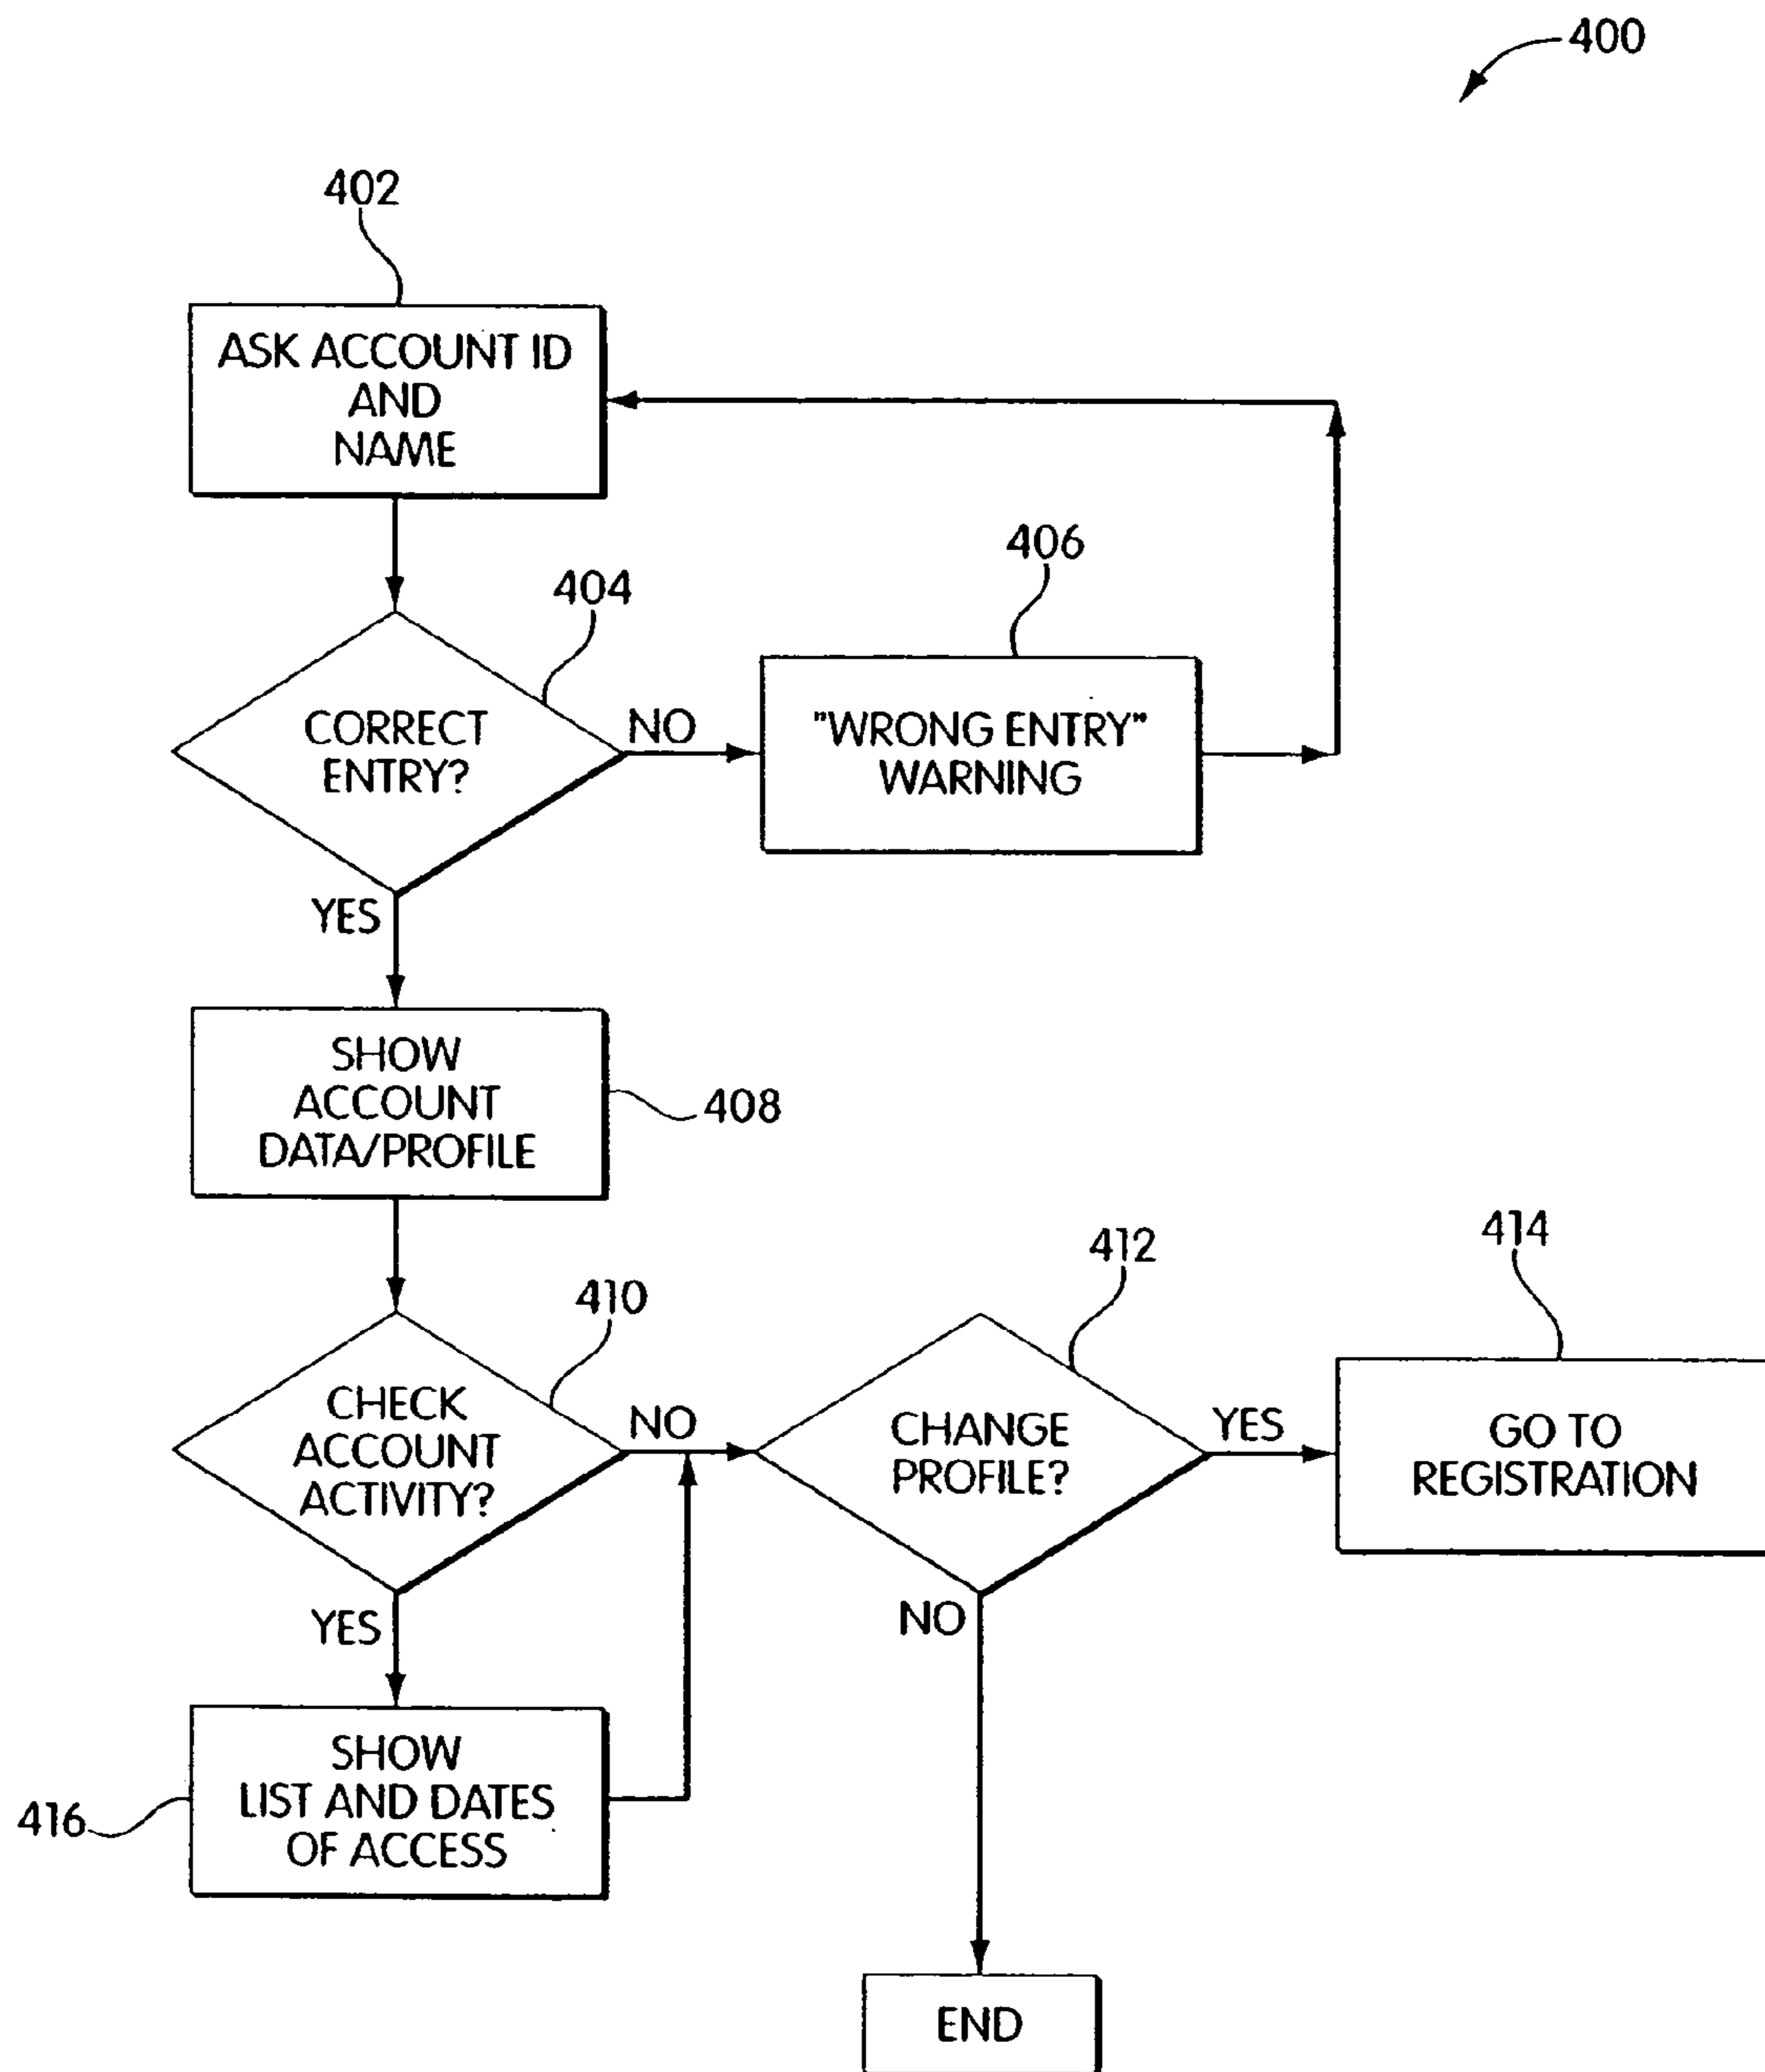 400
402
ASK ACCOUNT ID
AND
NAME
404
406
CORRECT
ENTRY?
NO
"WRONG ENTRY"
WARNING
YES
SHOW
ACCOUNT
DATA/PROFILE
408
410
412
414
CHECK
ACCOUNT
ACTIVITY?
NO
CHANGE
PROFILE?
YES
GO TO
REGISTRATION
YES
NO
SHOW
LIST AND DATES
OF ACCESS
416
END